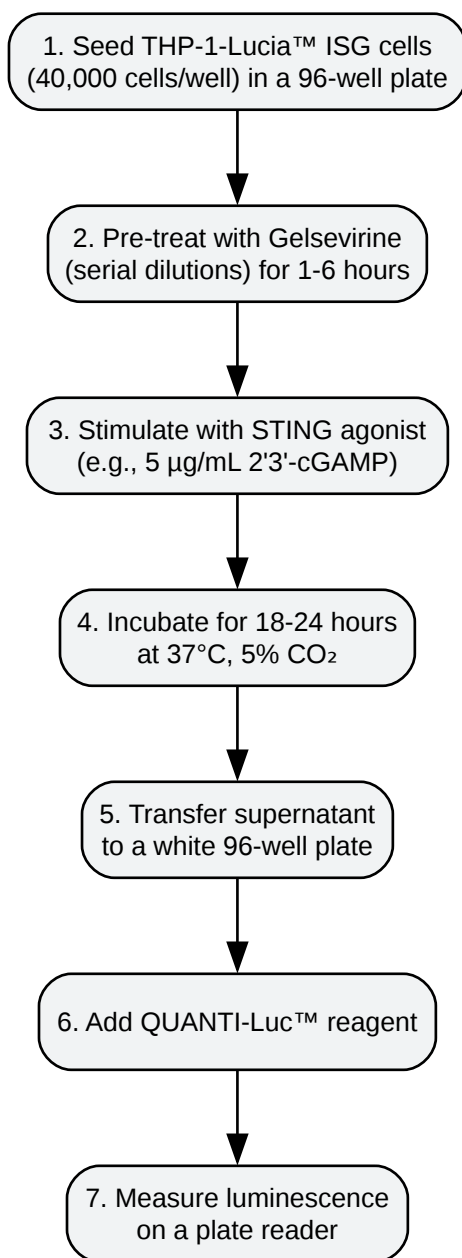 1. Seed THP-1-Lucia™ ISG cells
(40,000 cells/well) in a 96-well plate
2. Pre-treat with Gelsevirine
(serial dilutions) for 1-6 hours
3. Stimulate with STING agonist
(e.g., 5 µg/mL 2'3'-cGAMP)
4. Incubate for 18-24 hours
at 37°C, 5% CO₂
5. Transfer supernatant
to a white 96-well plate
6. Add QUANTI-Luc™ reagent
7. Measure luminescence
on a plate reader